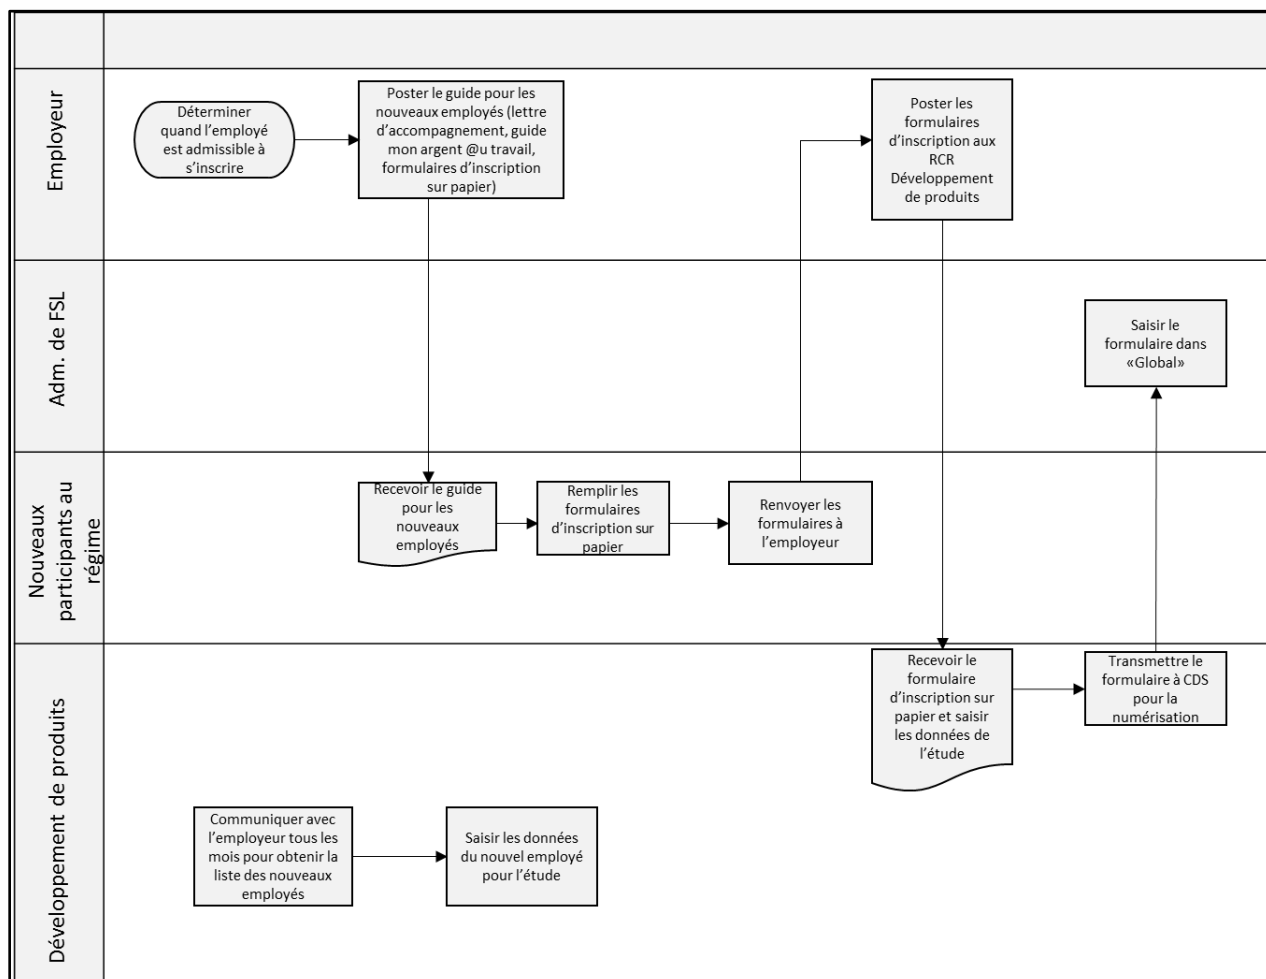 Employeur
Déterminer
quand l’employé
est admissible à
s’inscrire
Poster le guide pour les
nouveaux employés (lettre
d’accompagnement, guide
mon argent @u travail,
formulaires d’inscription
sur papier)
Poster les
formulaires
d’inscription aux
RCR
Développement
de produits
Adm. de FSL
Saisir le
formulaire dans
«Global»
Nouveaux
participants au
régime
Recevoir le guide
pour les
nouveaux
employés
Remplir les
formulaires
d’inscription sur
papier
Renvoyer les
formulaires à
l’employeur
Développement de produits
Recevoir le
formulaire
d’inscription sur
papier et saisir
les données de
l’étude
Transmettre le
formulaire à CDS
pour la
numérisation
Communiquer avec
l’employeur tous les
mois pour obtenir la
liste des nouveaux
employés
Saisir les données
du nouvel employé
pour l’étude